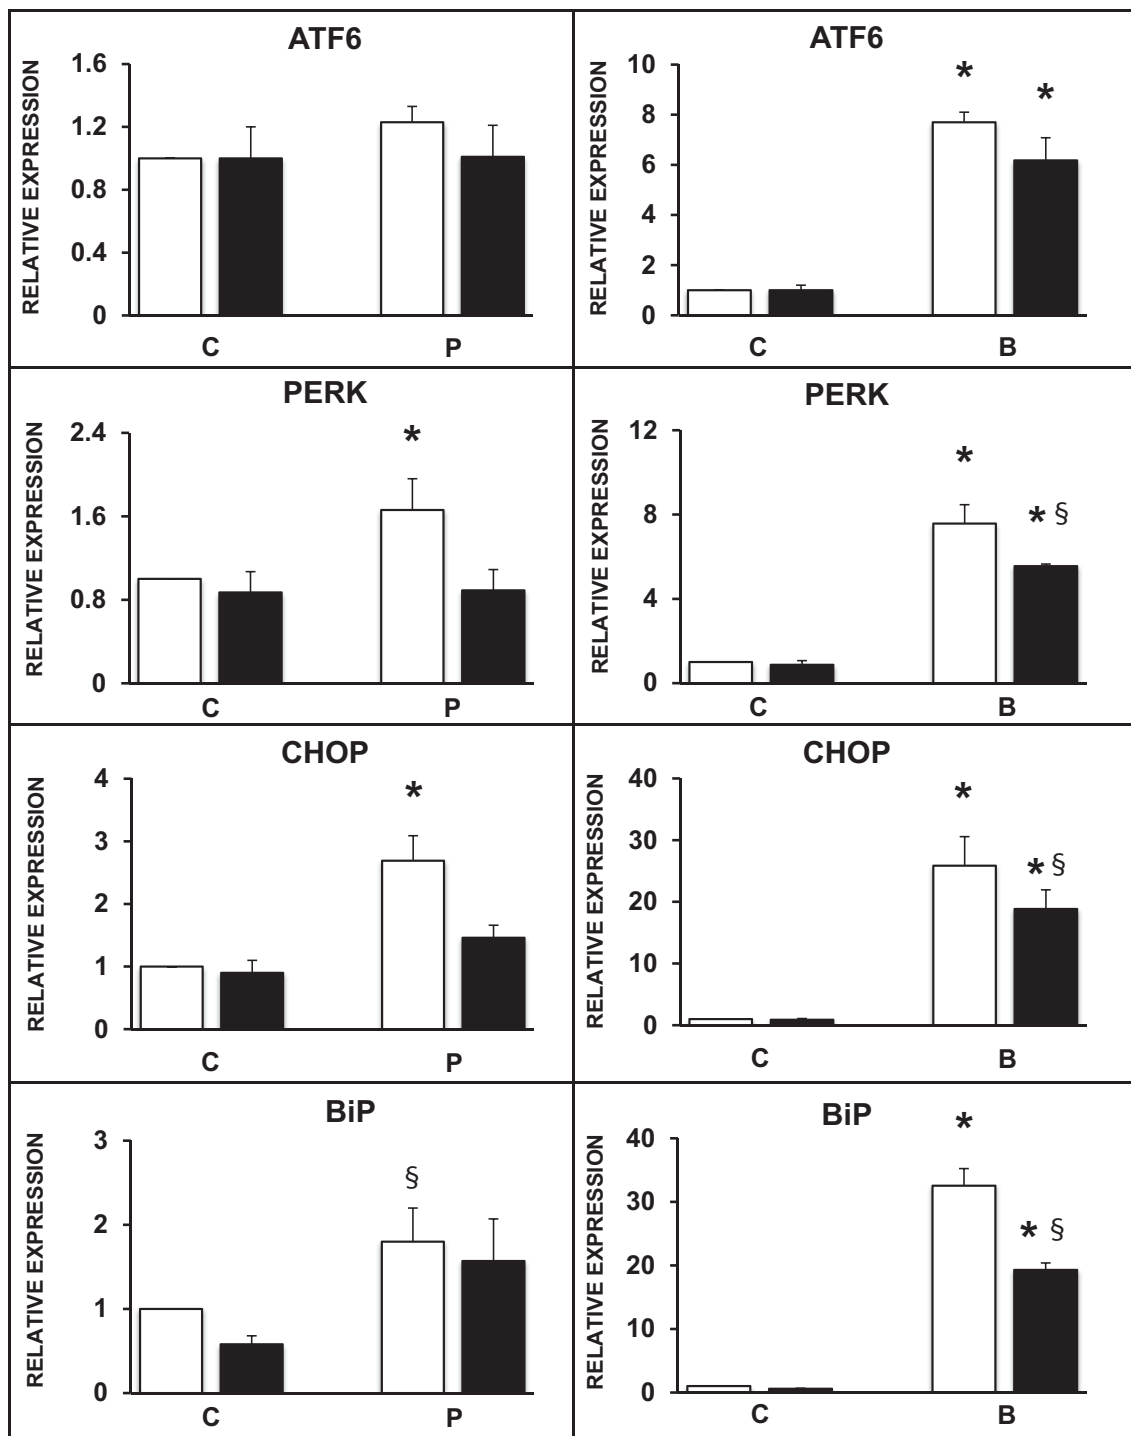 ATF6
RELATIVE EXPRESSION
1.6
1.2
0.8
0.4
0
C P
ATF6
RELATIVE EXPRESSION
10
8
6
4
2
0
* *
C B
PERK
RELATIVE EXPRESSION
2.4
1.6
0.8
0
*
C P
PERK
RELATIVE EXPRESSION
12
8
4
0
* * §
C B
CHOP
RELATIVE EXPRESSION
4
3
2
1
0
*
C P
CHOP
RELATIVE EXPRESSION
40
30
20
10
0
* * §
C B
BiP
RELATIVE EXPRESSION
3
2
1
0
§
C P
BiP
RELATIVE EXPRESSION
40
30
20
10
0
* * §
C B